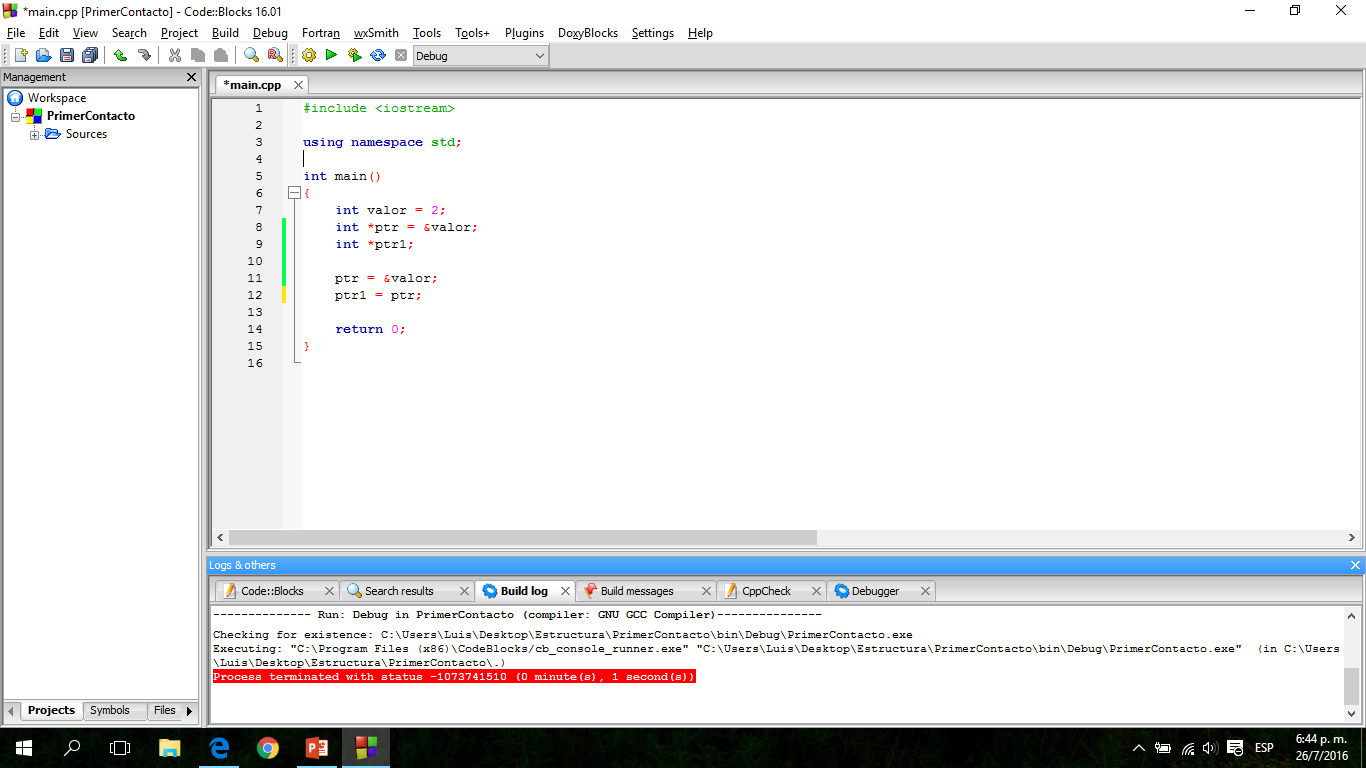 *main.cpp [PrimerContacto] - Code::Blocks 16.01
File Edit View Search Project Build Debug Fortran wxSmith Tools Tools+ Plugins DoxyBlocks Settings Help
Debug
Management
Workspace
PrimerContacto
Sources
Projects Symbols Files
*main.cpp
1 #include <iostream>
2
3 using namespace std;
4
5 int main()
6 {
7 int valor = 2;
8 int *ptr = &valor;
9 int *ptr1;
10
11 ptr = &valor;
12 ptr1 = ptr;
13
14 return 0;
15 }
16
Logs & others
Code::Blocks Search results Build log Build messages CppCheck Debugger
-------------- Run: Debug in PrimerContacto (compiler: GNU GCC Compiler)---------------
Checking for existence: C:\Users\Luis\Desktop\Estructura\PrimerContacto\bin\Debug\PrimerContacto.exe
Executing: "C:\Program Files (x86)\CodeBlocks/cb_console_runner.exe" "C:\Users\Luis\Desktop\Estructura\PrimerContacto\bin\Debug\PrimerContacto.exe"  (in C:\Users
\Luis\Desktop\Estructura\PrimerContacto\.)
Process terminated with status -1073741510 (0 minute(s), 1 second(s))
ESP
6:44 p. m.
26/7/2016